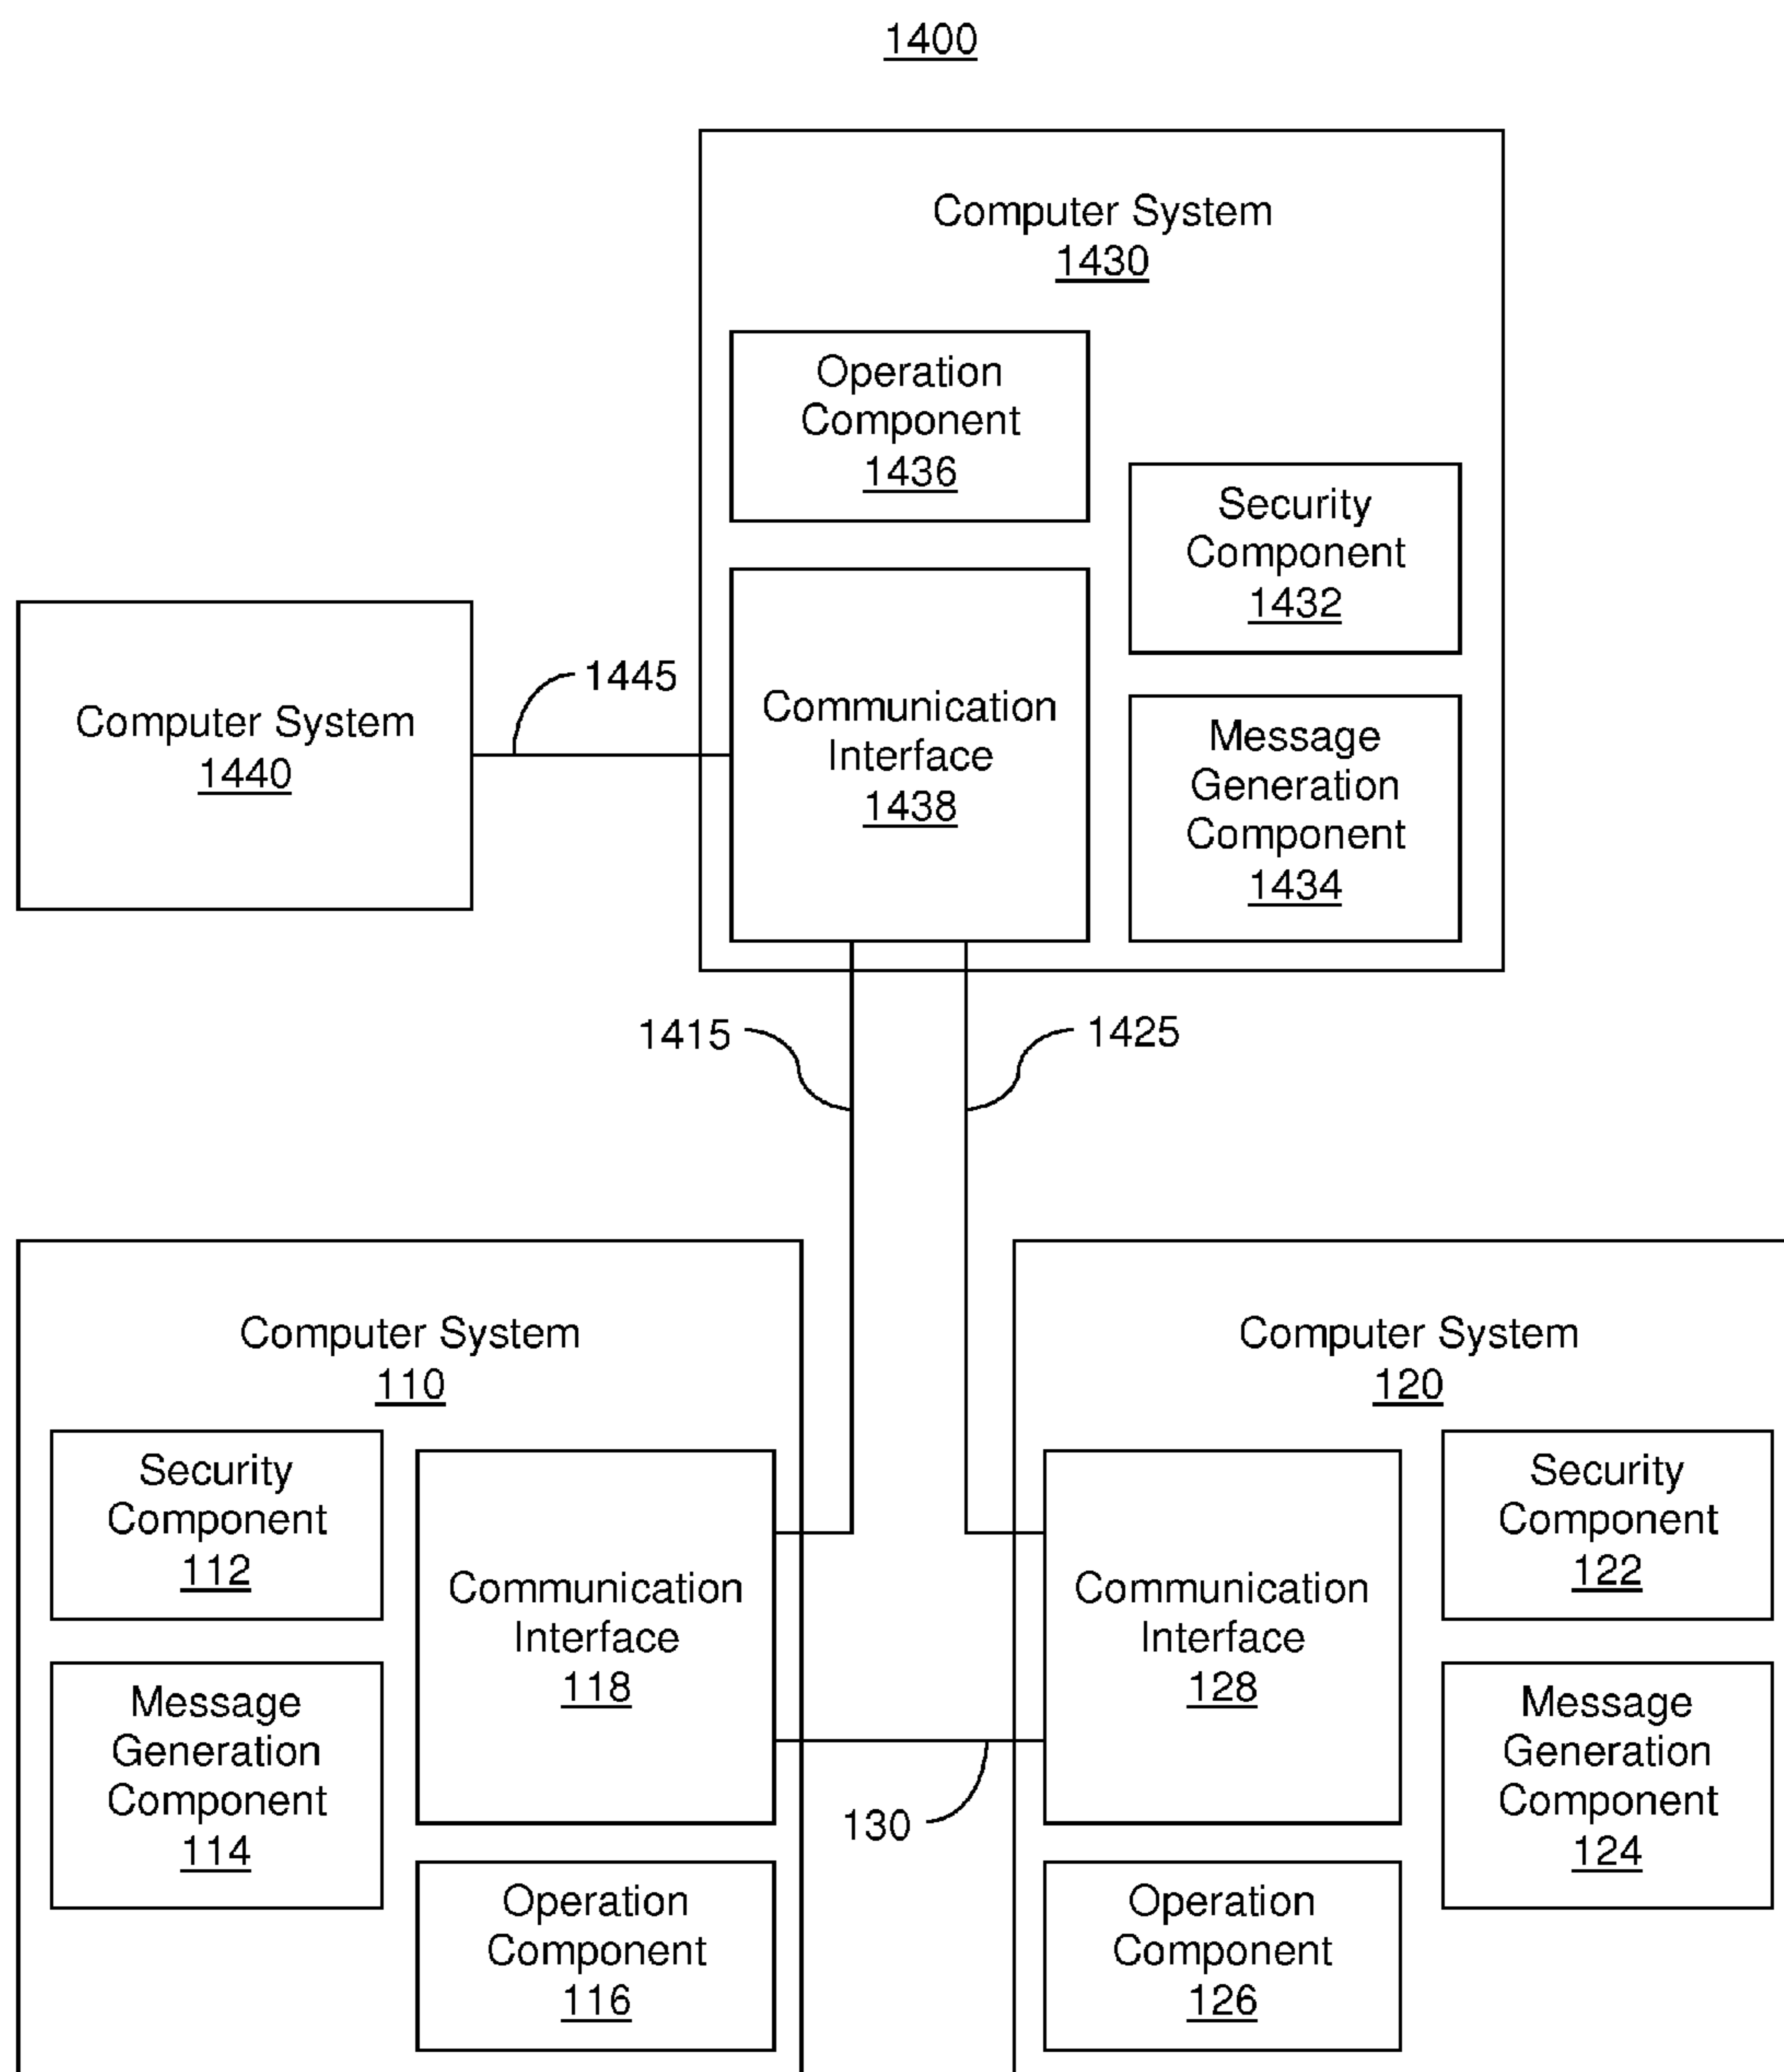 1400
Computer System
1430
Operation
Component
1436
Security
Component
1432
Communication
Interface
1438
Message
Generation
Component
1434
Computer System
1440
1445
1415
1425
Computer System
110
Security
Component
112
Message
Generation
Component
114
Communication
Interface
118
Operation
Component
116
130
Computer System
120
Communication
Interface
128
Security
Component
122
Message
Generation
Component
124
Operation
Component
126